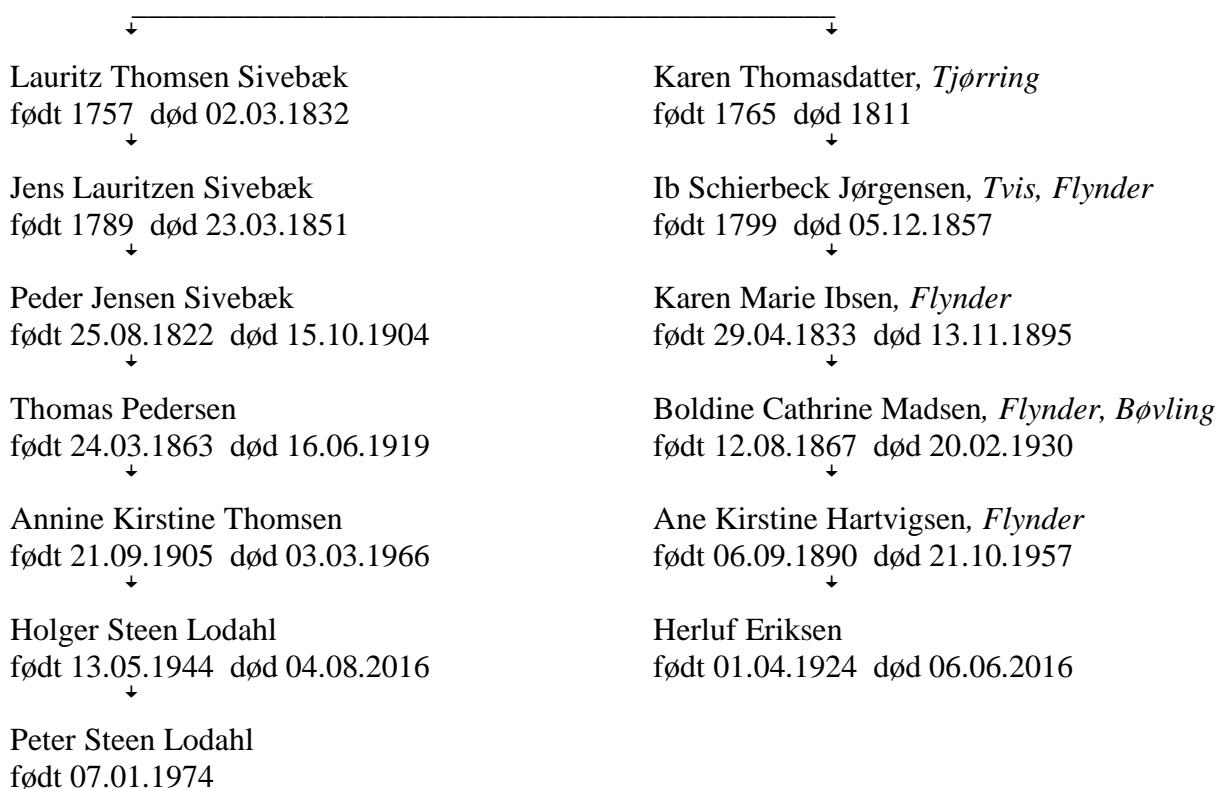 Lauritz Thomsen Sivebæk
født 1757 død 02.03.1832
Jens Lauritzen Sivebæk
født 1789 død 23.03.1851
Peder Jensen Sivebæk
født 25.08.1822 død 15.10.1904
Thomas Pedersen
født 24.03.1863 død 16.06.1919
Annine Kirstine Thomsen
født 21.09.1905 død 03.03.1966
Holger Steen Lodahl
født 13.05.1944 død 04.08.2016
Peter Steen Lodahl
født 07.01.1974
Karen Thomasdatter, Tjørring
født 1765 død 1811
Ib Schierbeck Jørgensen, Tvis, Flynder
født 1799 død 05.12.1857
Karen Marie Ibsen, Flynder
født 29.04.1833 død 13.11.1895
Boldine Cathrine Madsen, Flynder, Bøvling
født 12.08.1867 død 20.02.1930
Ane Kirstine Hartvigsen, Flynder
født 06.09.1890 død 21.10.1957
Herluf Eriksen
født 01.04.1924 død 06.06.2016